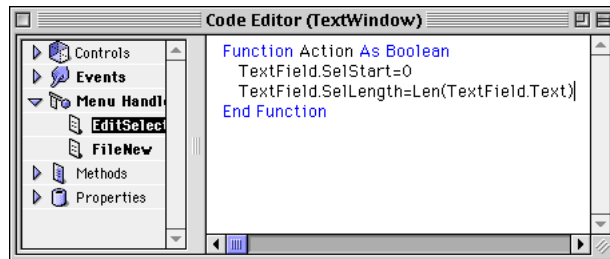 Code Editor (TextWindow)
Controls
Events
Menu Handl
EditSelect
FileNew
Methods
Properties
Function Action As Boolean
TextField.SelStart=0
TextField.SelLength=Len(TextField.Text)
End Function